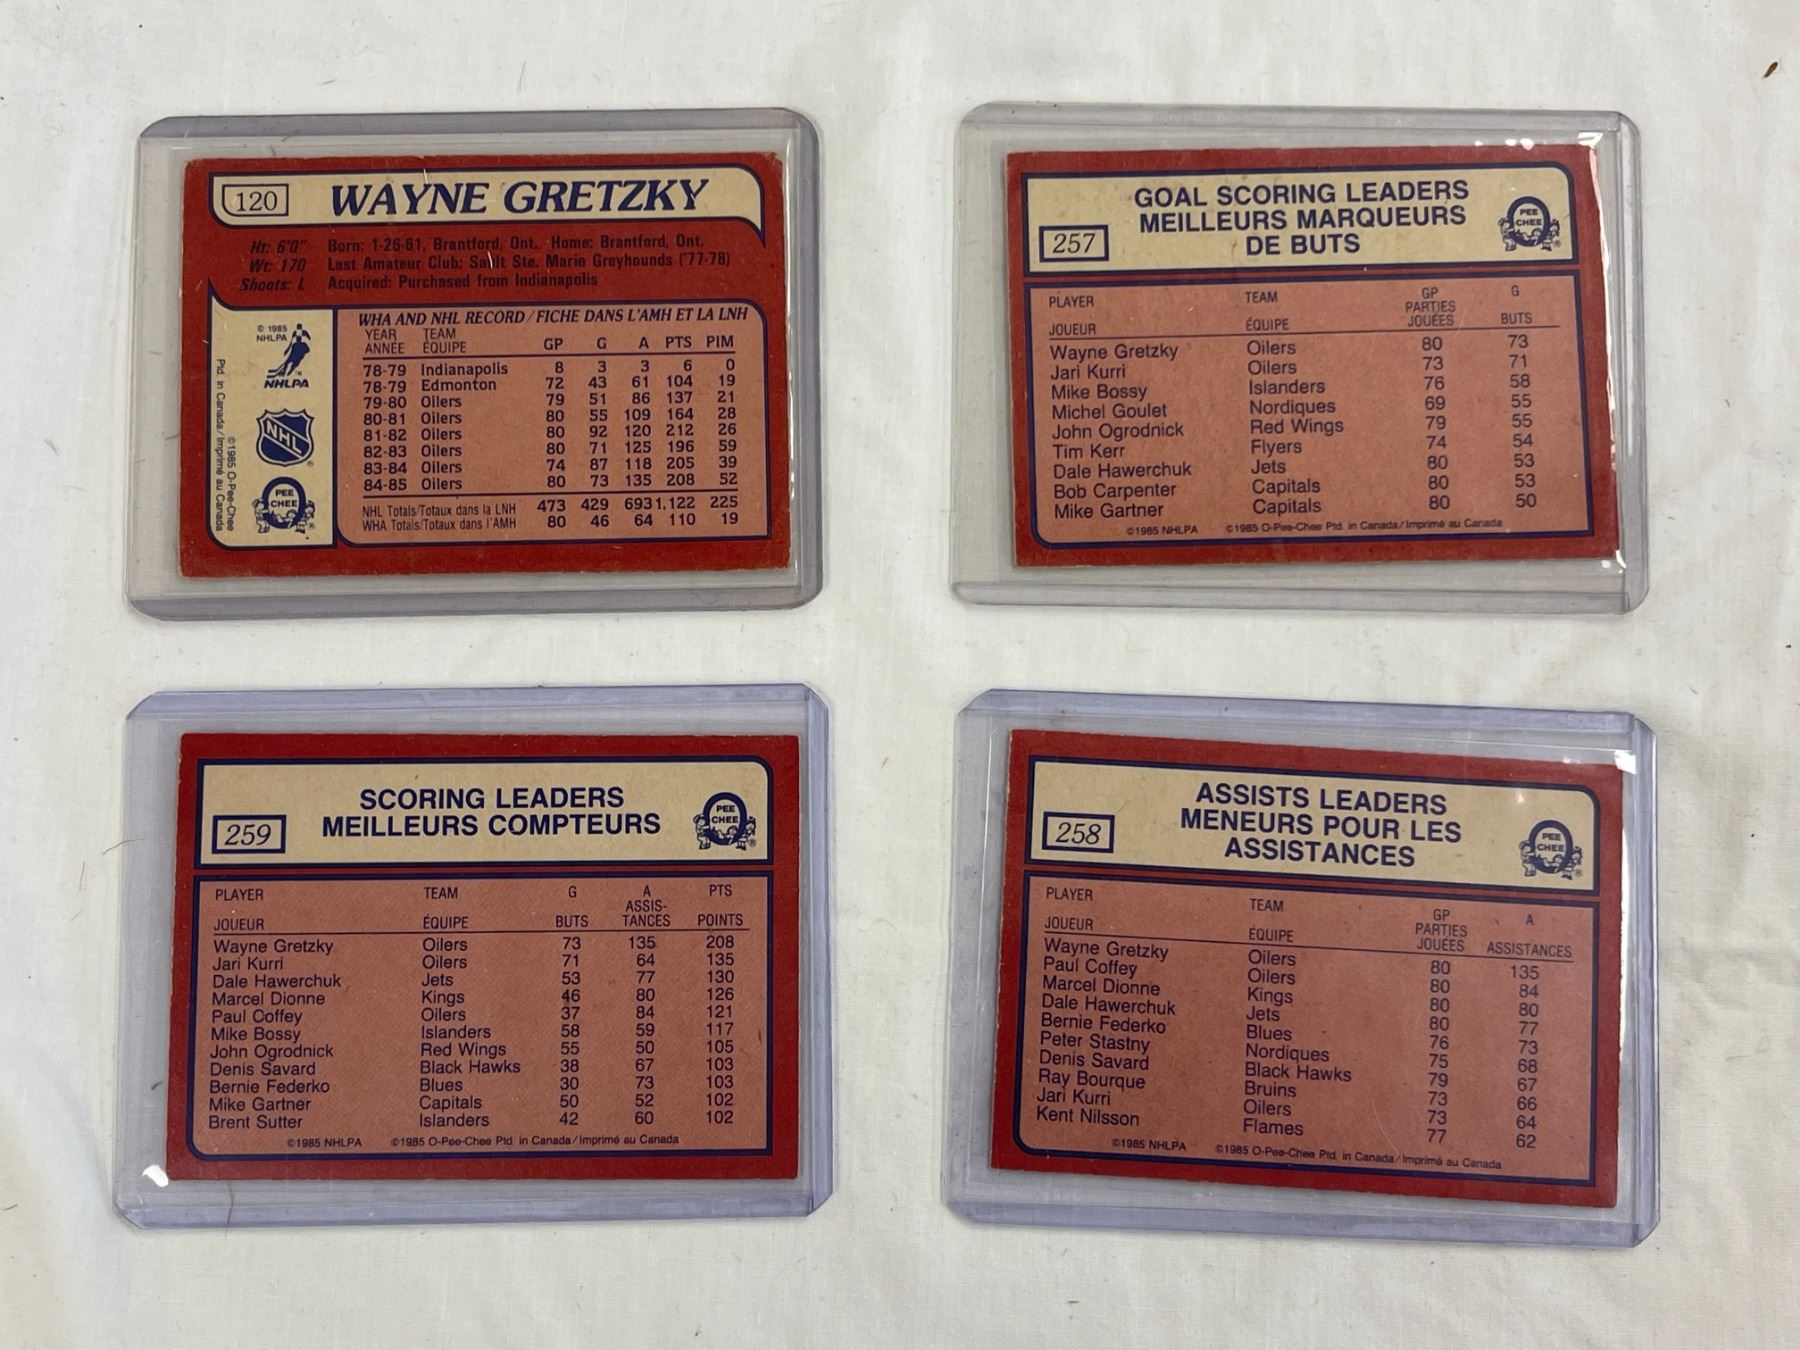 120 WAYNE GRETZKY
Ht: 6'0" Born: 1-26-61, Brantford, Ont. Home: Brantford, Ont.
Wt: 170 Last Amateur Club: Sault Ste. Marie Greyhounds ('77-78)
Shoots: L Acquired: Purchased from Indianapolis
WHA AND NHL RECORD/FICHE DANS L'AMH ET LA LNH
YEAR TEAM
ANNÉE ÉQUIPE GP G A PTS PIM
78-79 Indianapolis 8 3 3 6 0
78-79 Edmonton 72 43 61 104 19
79-80 Oilers 79 51 86 137 21
80-81 Oilers 80 55 109 164 28
81-82 Oilers 80 92 120 212 26
82-83 Oilers 80 71 125 196 59
83-84 Oilers 74 87 118 205 39
84-85 Oilers 80 73 135 208 52
NHL Totals/Totaux dans la LNH 473 429 693 1,122 225
WHA Totals/Totaux dans l'AMH 80 46 64 110 19
© 1985
NHLPA
NHLPA
NHL
PEE
CHEE
©1985 O-Pee-Chee
Ptd. in Canada/Imprimé au Canada
GOAL SCORING LEADERS
MEILLEURS MARQUEURS
DE BUTS
257
PEE
CHEE
PLAYER TEAM GP G
PARTIES
JOUEUR ÉQUIPE JOUÉES BUTS
Wayne Gretzky Oilers 80 73
Jari Kurri Oilers 73 71
Mike Bossy Islanders 76 58
Michel Goulet Nordiques 69 55
John Ogrodnick Red Wings 79 55
Tim Kerr Flyers 74 54
Dale Hawerchuk Jets 80 53
Bob Carpenter Capitals 80 53
Mike Gartner Capitals 80 50
©1985 NHLPA ©1985 O-Pee-Chee Ptd. in Canada/Imprimé au Canada
SCORING LEADERS
MEILLEURS COMPTEURS
259
PEE
CHEE
PLAYER TEAM G A PTS
ASSIS-
JOUEUR ÉQUIPE BUTS TANCES POINTS
Wayne Gretzky Oilers 73 135 208
Jari Kurri Oilers 71 64 135
Dale Hawerchuk Jets 53 77 130
Marcel Dionne Kings 46 80 126
Paul Coffey Oilers 37 84 121
Mike Bossy Islanders 58 59 117
John Ogrodnick Red Wings 55 50 105
Denis Savard Black Hawks 38 67 103
Bernie Federko Blues 30 73 103
Mike Gartner Capitals 50 52 102
Brent Sutter Islanders 42 60 102
©1985 NHLPA ©1985 O-Pee-Chee Ptd. in Canada/Imprimé au Canada
ASSISTS LEADERS
MENEURS POUR LES
ASSISTANCES
258
PEE
CHEE
PLAYER TEAM GP A
PARTIES
JOUEUR ÉQUIPE JOUÉES ASSISTANCES
Wayne Gretzky Oilers 80 135
Paul Coffey Oilers 80 84
Marcel Dionne Kings 80 80
Dale Hawerchuk Jets 80 77
Bernie Federko Blues 76 73
Peter Stastny Nordiques 75 68
Denis Savard Black Hawks 79 67
Ray Bourque Bruins 73 66
Jari Kurri Oilers 73 64
Kent Nilsson Flames 77 62
©1985 NHLPA ©1985 O-Pee-Chee Ptd. in Canada/Imprimé au Canada